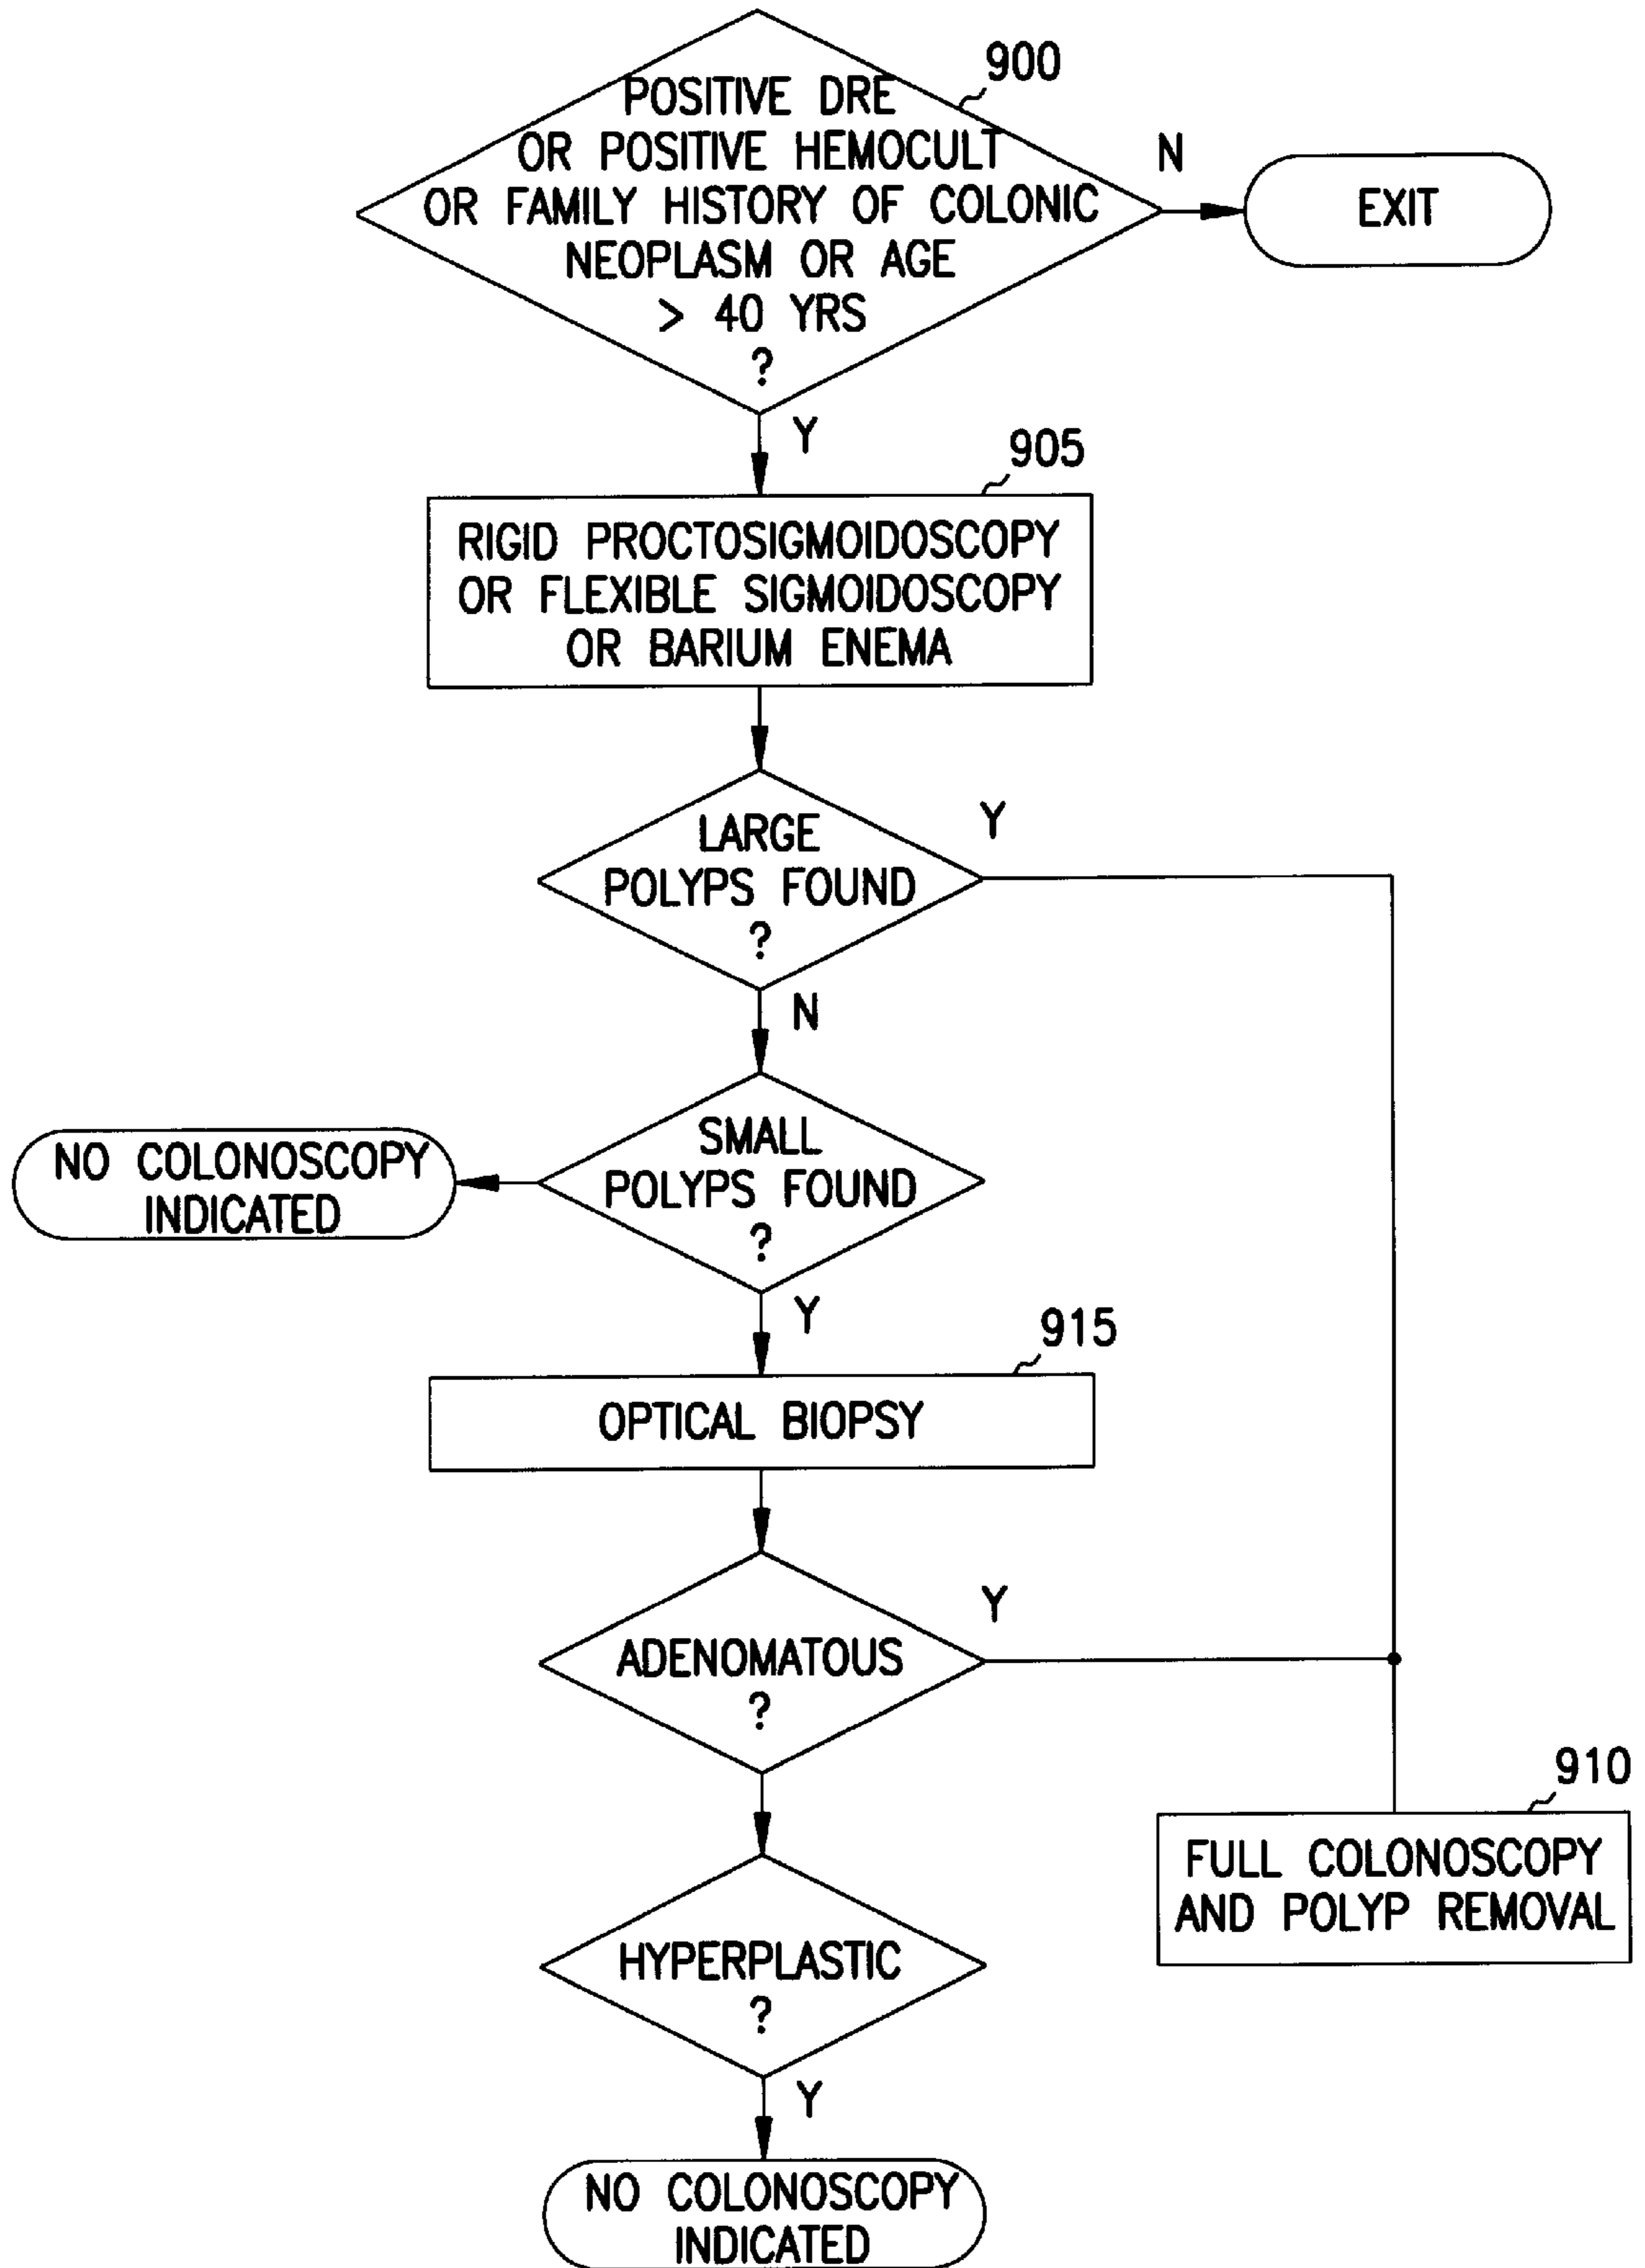 900
POSITIVE DRE
OR POSITIVE HEMOCULT
OR FAMILY HISTORY OF COLONIC
NEOPLASM OR AGE
> 40 YRS
?
N
EXIT
Y
905
RIGID PROCTOSIGMOIDOSCOPY
OR FLEXIBLE SIGMOIDOSCOPY
OR BARIUM ENEMA
LARGE
POLYPS FOUND
?
Y
N
SMALL
POLYPS FOUND
?
NO COLONOSCOPY
INDICATED
Y
915
OPTICAL BIOPSY
ADENOMATOUS
?
Y
910
FULL COLONOSCOPY
AND POLYP REMOVAL
HYPERPLASTIC
?
Y
NO COLONOSCOPY
INDICATED